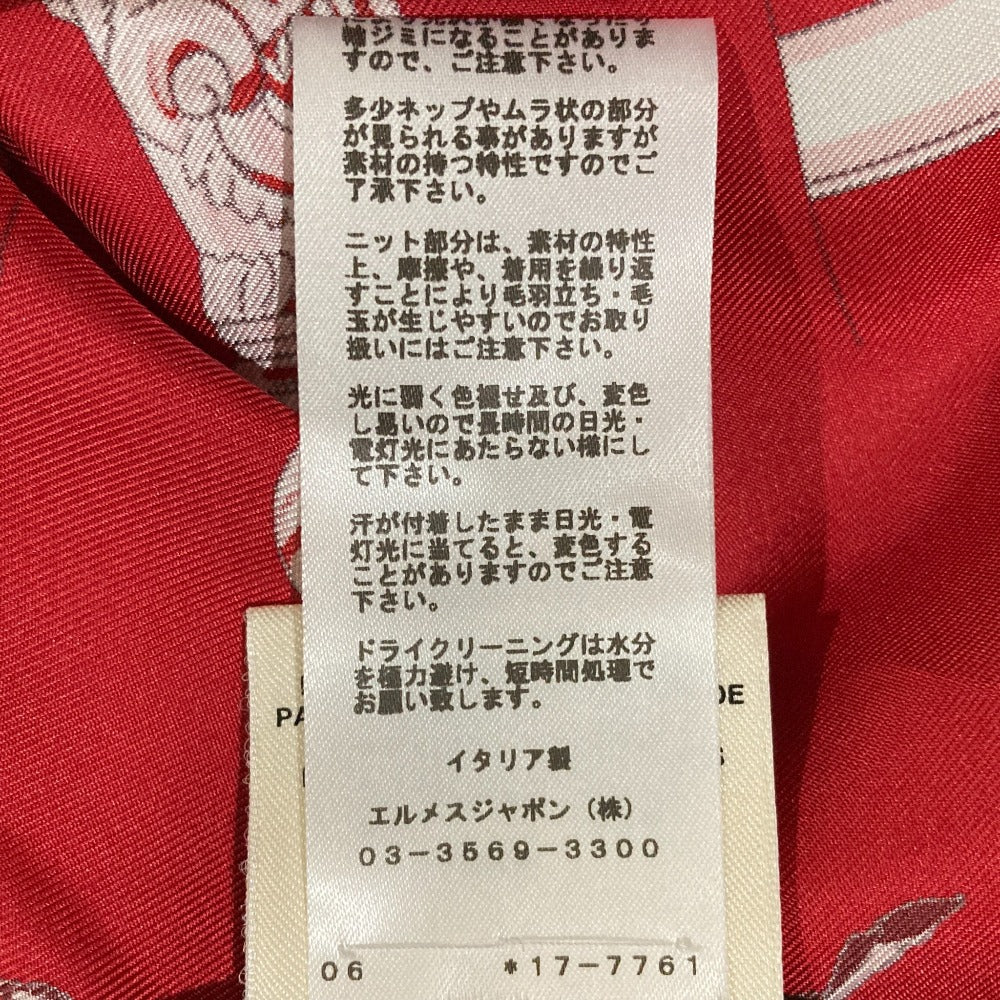 軸ジミになることがありま
すので、ご注意下さい。
多少ネップやムラ状の部分
が見られる事がありますが
素材の持つ特性ですのでご
了承下さい。
ニット部分は、素材の特性
上、摩擦や、着用を繰り返
すことにより毛羽立ち・毛
玉が生じやすいのでお取り
扱いにはご注意下さい。
光に弱く色褪せ及び、変色
し易いので長時間の日光・
電灯光にあたらない様にし
て下さい。
汗が付着したまま日光・電
灯光に当てると、変色する
ことがありますのでご注意
下さい。
ドライクリーニングは水分
を極力避け、短時間処理で
お願い致します。
PA DE
S
イタリア製
エルメスジャポン（株）
03-3569-3300
06 *17-7761